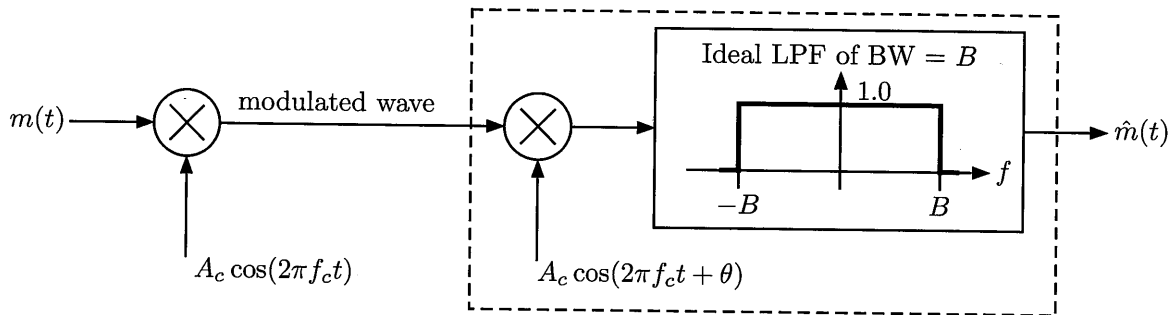 Ideal LPF of BW = B
1.0
m(t)
modulated wave
m̂(t)
f
−B
B
A_c cos(2πf_c t)
A_c cos(2πf_c t + θ)